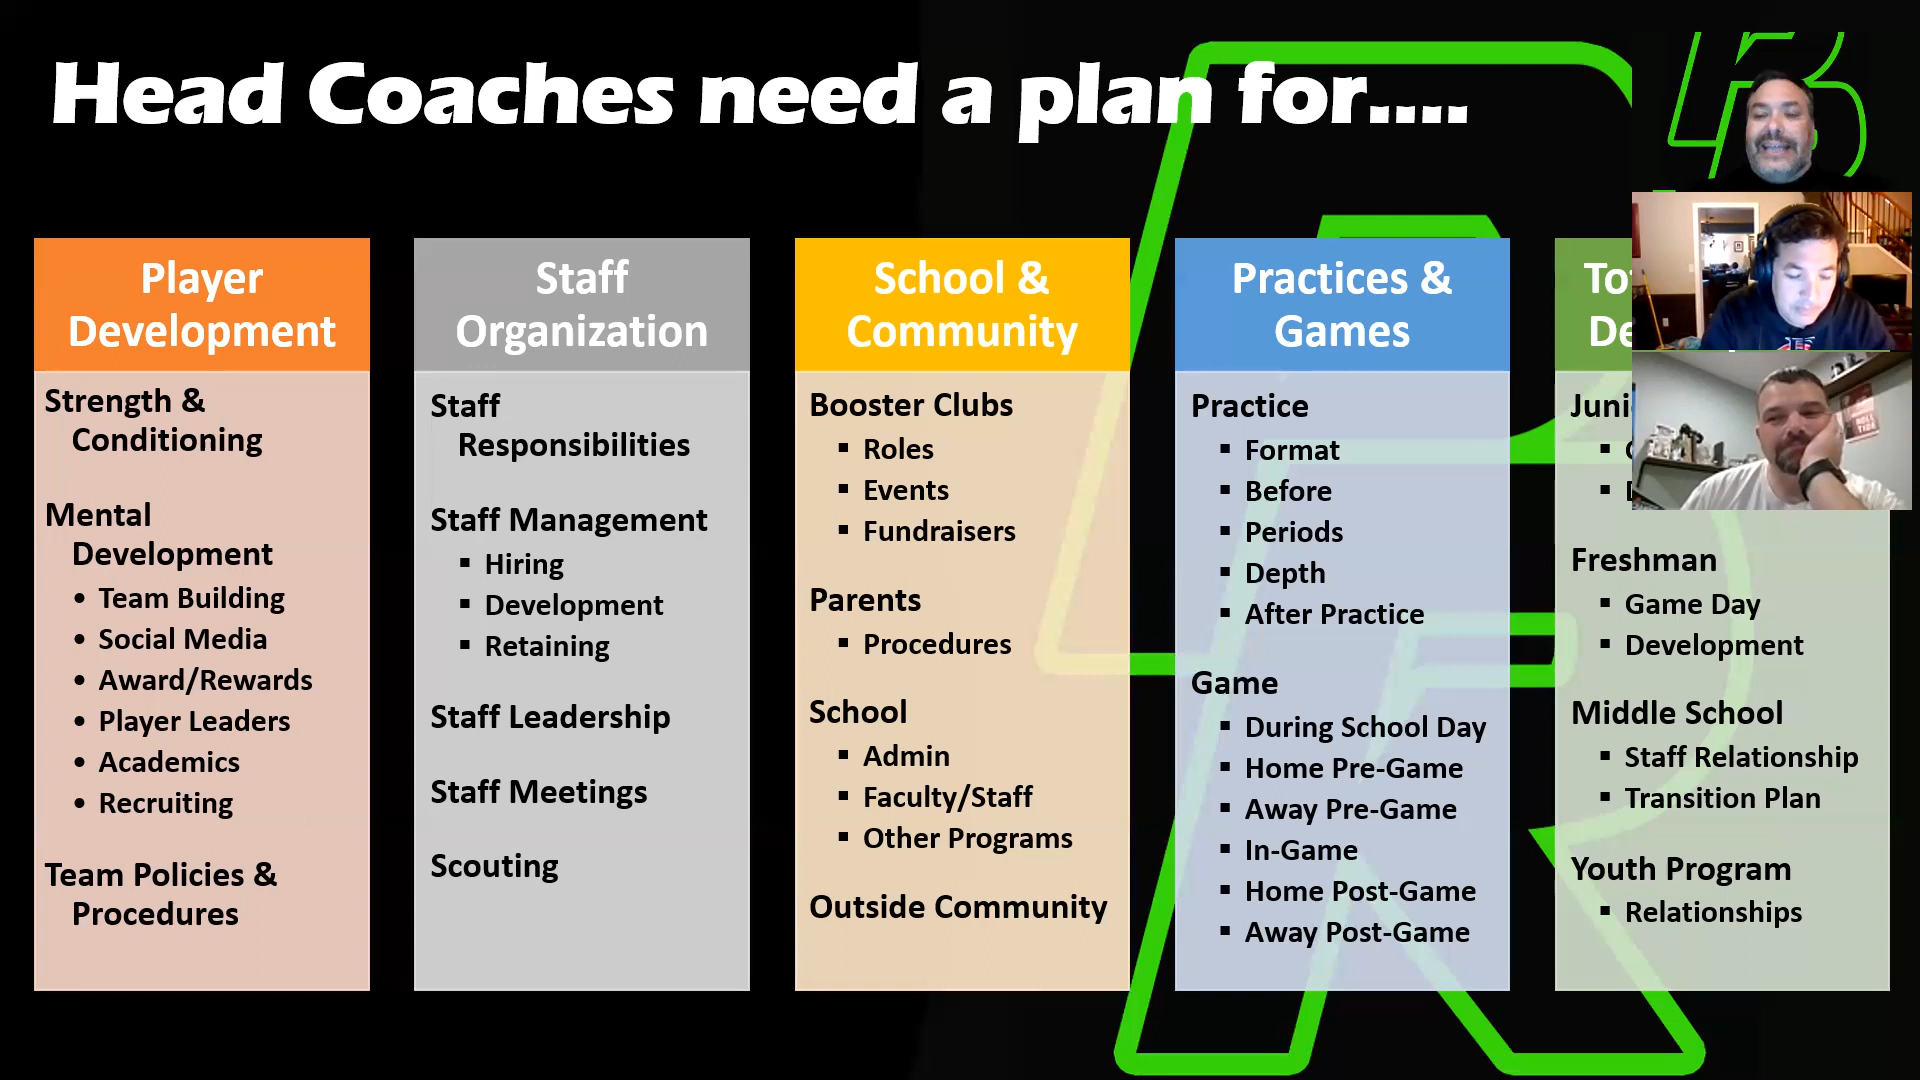 Head Coaches need a plan for....
Player
Development
Strength &
Conditioning
Mental
Development
• Team Building
• Social Media
• Award/Rewards
• Player Leaders
• Academics
• Recruiting
Team Policies &
Procedures
Staff
Organization
Staff
Responsibilities
Staff Management
▪ Hiring
▪ Development
▪ Retaining
Staff Leadership
Staff Meetings
Scouting
School &
Community
Booster Clubs
▪ Roles
▪ Events
▪ Fundraisers
Parents
▪ Procedures
School
▪ Admin
▪ Faculty/Staff
▪ Other Programs
Outside Community
Practices &
Games
Practice
▪ Format
▪ Before
▪ Periods
▪ Depth
▪ After Practice
Game
▪ During School Day
▪ Home Pre-Game
▪ Away Pre-Game
▪ In-Game
▪ Home Post-Game
▪ Away Post-Game
Freshman
▪ Game Day
▪ Development
Middle School
▪ Staff Relationship
▪ Transition Plan
Youth Program
▪ Relationships